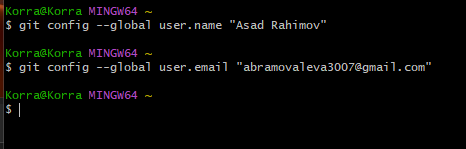 Korra@Korra MINGW64 ~
$ git config --global user.name "Asad Rahimov"
Korra@Korra MINGW64 ~
$ git config --global user.email "abramovaleva3007@gmail.com"
Korra@Korra MINGW64 ~
$